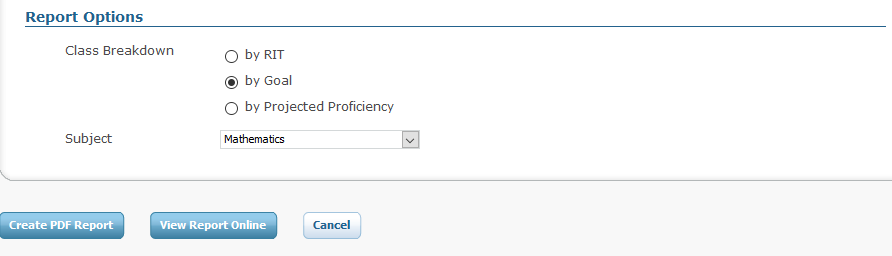 Report Options
Class Breakdown
by RIT
by Goal
by Projected Proficiency
Subject
Mathematics
Create PDF Report
View Report Online
Cancel